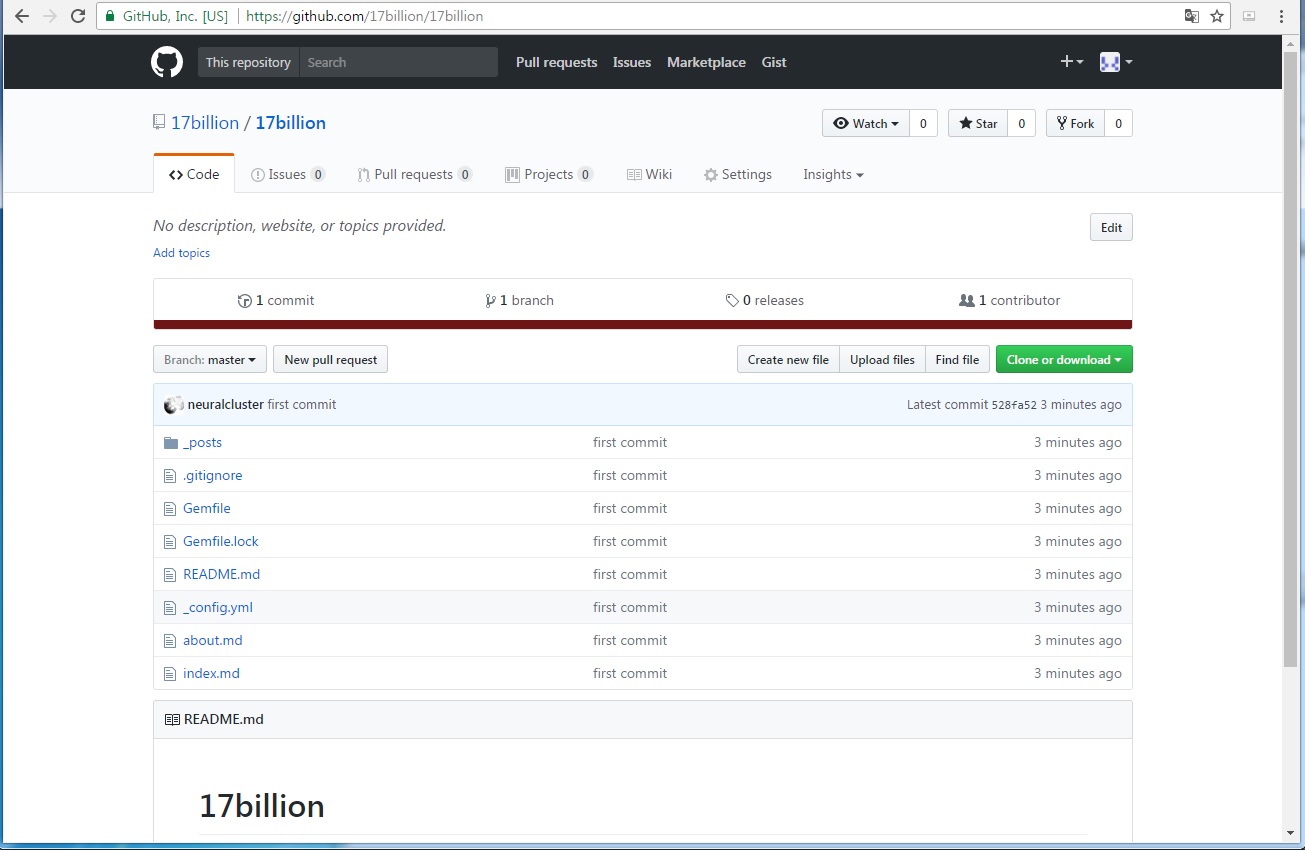 GitHub, Inc. [US] https://github.com/17billion/17billion
This repository Search Pull requests Issues Marketplace Gist
17billion / 17billion Watch 0 Star 0 Fork 0
Code Issues 0 Pull requests 0 Projects 0 Wiki Settings Insights
No description, website, or topics provided. Edit
Add topics
1 commit 1 branch 0 releases 1 contributor
Branch: master New pull request Create new file Upload files Find file Clone or download
neuralcluster first commit Latest commit 528fa52 3 minutes ago
_posts first commit 3 minutes ago
.gitignore first commit 3 minutes ago
Gemfile first commit 3 minutes ago
Gemfile.lock first commit 3 minutes ago
README.md first commit 3 minutes ago
_config.yml first commit 3 minutes ago
about.md first commit 3 minutes ago
index.md first commit 3 minutes ago
README.md
17billion